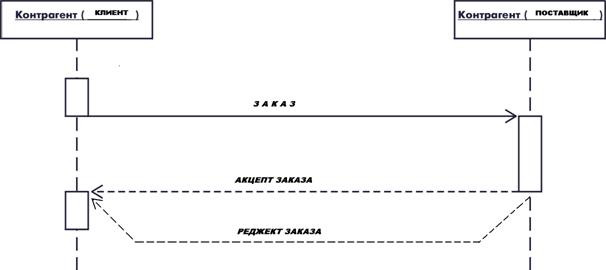 Контрагент ( КЛИЕНТ )
Контрагент ( ПОСТАВЩИК )
З А К А З
АКЦЕПТ ЗАКАЗА
РЕДЖЕКТ ЗАКАЗА